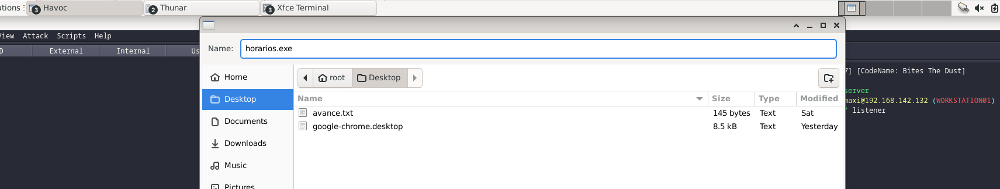 ations 3 Havoc 2 Thunar 3 Xfce Terminal
View Attack Scripts Help
Name: horarios.exe
D External Internal Us
Home
Desktop
Documents
Downloads
Music
Pictures
root Desktop
Name Size Type Modified
avance.txt 145 bytes Text Sat
google-chrome.desktop 8.5 kB Text Yesterday
7] [CodeName: Bites The Dust]
server
maxi@192.168.142.132 (WORKSTATION01)
' listener